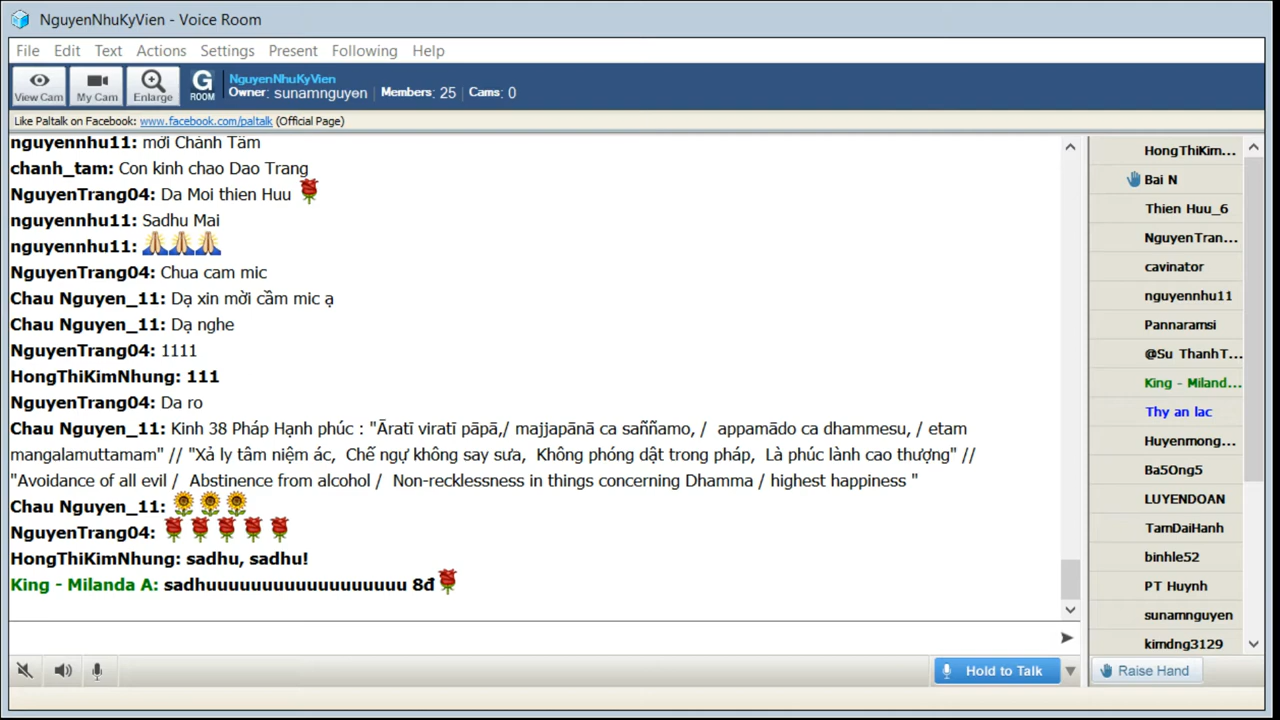 NguyenNhuKyVien - Voice Room
File Edit Text Actions Settings Present Following Help
View Cam My Cam Enlarge G ROOM NguyenNhuKyVien
Owner: sunamnguyen | Members: 25 | Cams: 0
Like Paltalk on Facebook: www.facebook.com/paltalk (Official Page)
nguyennhu11: mới Chánh Tâm
chanh_tam: Con kinh chao Dao Trang
NguyenTrang04: Da Moi thien Huu
nguyennhu11: Sadhu Mai
nguyennhu11:
NguyenTrang04: Chua cam mic
Chau Nguyen_11: Dạ xin mời cầm mic ạ
Chau Nguyen_11: Dạ nghe
NguyenTrang04: 1111
HongThiKimNhung: 111
NguyenTrang04: Da ro
Chau Nguyen_11: Kinh 38 Pháp Hạnh phúc : "Āratī viratī pāpā,/ majjapānā ca saññamo, / appamādo ca dhammesu, / etam
mangalamuttamam" // "Xả ly tâm niệm ác, Chế ngự không say sưa, Không phóng dật trong pháp, Là phúc lành cao thượng" //
"Avoidance of all evil / Abstinence from alcohol / Non-recklessness in things concerning Dhamma / highest happiness "
Chau Nguyen_11:
NguyenTrang04:
HongThiKimNhung: sadhu, sadhu!
King - Milanda A: sadhuuuuuuuuuuuuuuuuuuu 8đ
Hold to Talk
HongThiKim...
Bai N
Thien Huu_6
NguyenTran...
cavinator
nguyennhu11
Pannaramsi
@Su ThanhT...
King - Miland...
Thy an lac
Huyenmong...
Ba5Ong5
LUYENDOAN
TamDaiHanh
binhle52
PT Huynh
sunamnguyen
kimdng3129
Raise Hand